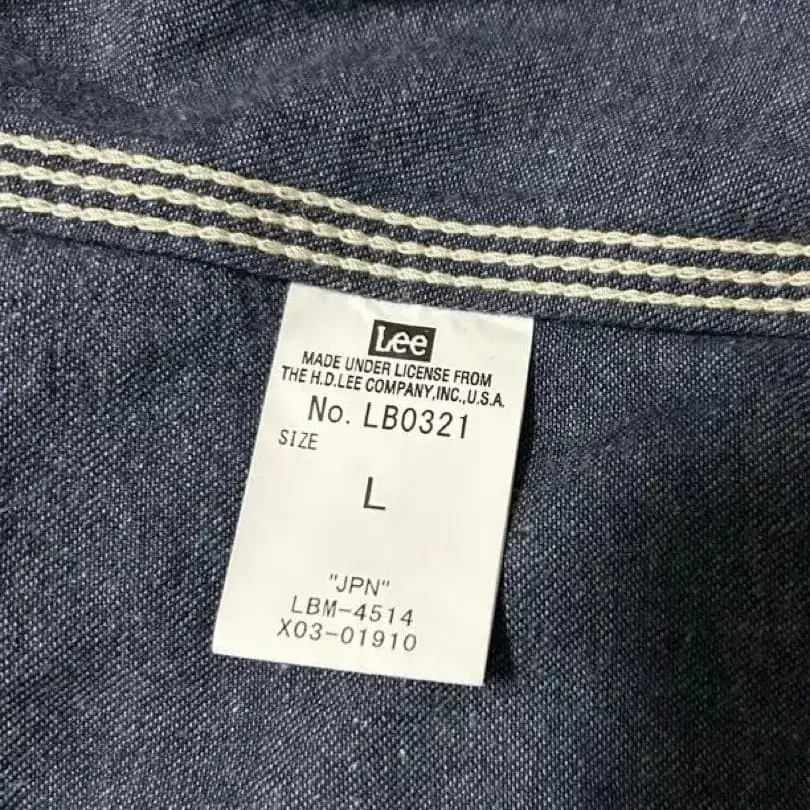 Lee
MADE UNDER LICENSE FROM
THE H.D.LEE COMPANY,INC.,U.S.A.
No. LB0321
SIZE
L
"JPN"
LBM-4514
X03-01910